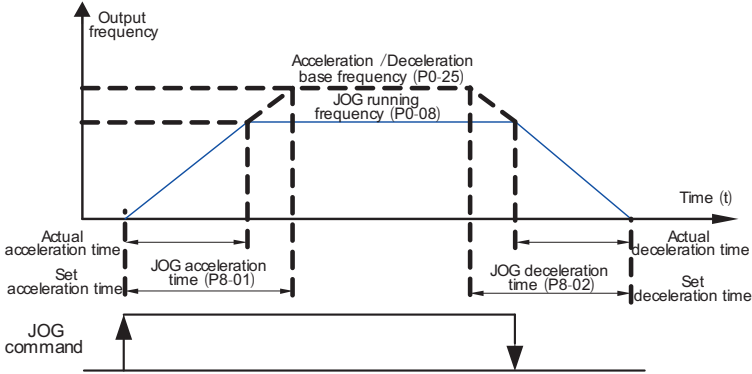 Output
frequency
Acceleration /Deceleration
base frequency (P0-25)
JOG running
frequency (P0-08)
Time (t)
Actual
acceleration time
Actual
deceleration time
JOG acceleration
time (P8-01)
JOG deceleration
time (P8-02)
Set
acceleration time
Set
deceleration time
JOG
command